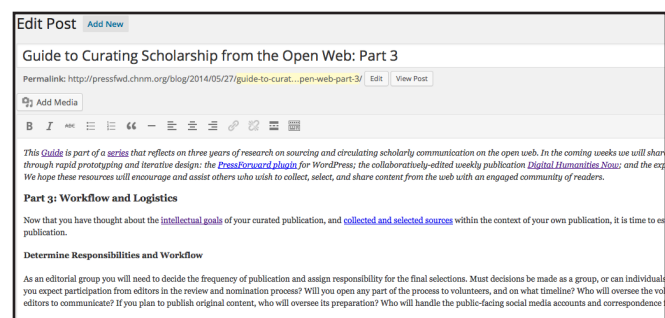 Edit Post Add New
Guide to Curating Scholarship from the Open Web: Part 3
Permalink: http://pressfwd.chnm.org/blog/2014/05/27/guide-to-curat...pen-web-part-3/ Edit View Post
Add Media
B I ABC
This Guide is part of a series that reflects on three years of research on sourcing and circulating scholarly communication on the open web. In the coming weeks we will shar
through rapid prototyping and iterative design: the PressForward plugin for WordPress; the collaboratively-edited weekly publication Digital Humanities Now; and the exp
We hope these resources will encourage and assist others who wish to collect, select, and share content from the web with an engaged community of readers.
Part 3: Workflow and Logistics
Now that you have thought about the intellectual goals of your curated publication, and collected and selected sources within the context of your own publication, it is time to es
publication.
Determine Responsibilities and Workflow
As an editorial group you will need to decide the frequency of publication and assign responsibility for the final selections. Must decisions be made as a group, or can individuals
you expect participation from editors in the review and nomination process? Will you open any part of the process to volunteers, and on what timeline? Who will oversee the vol
editors to communicate? If you plan to publish original content, who will oversee its preparation? Who will handle the public-facing social media accounts and correspondence